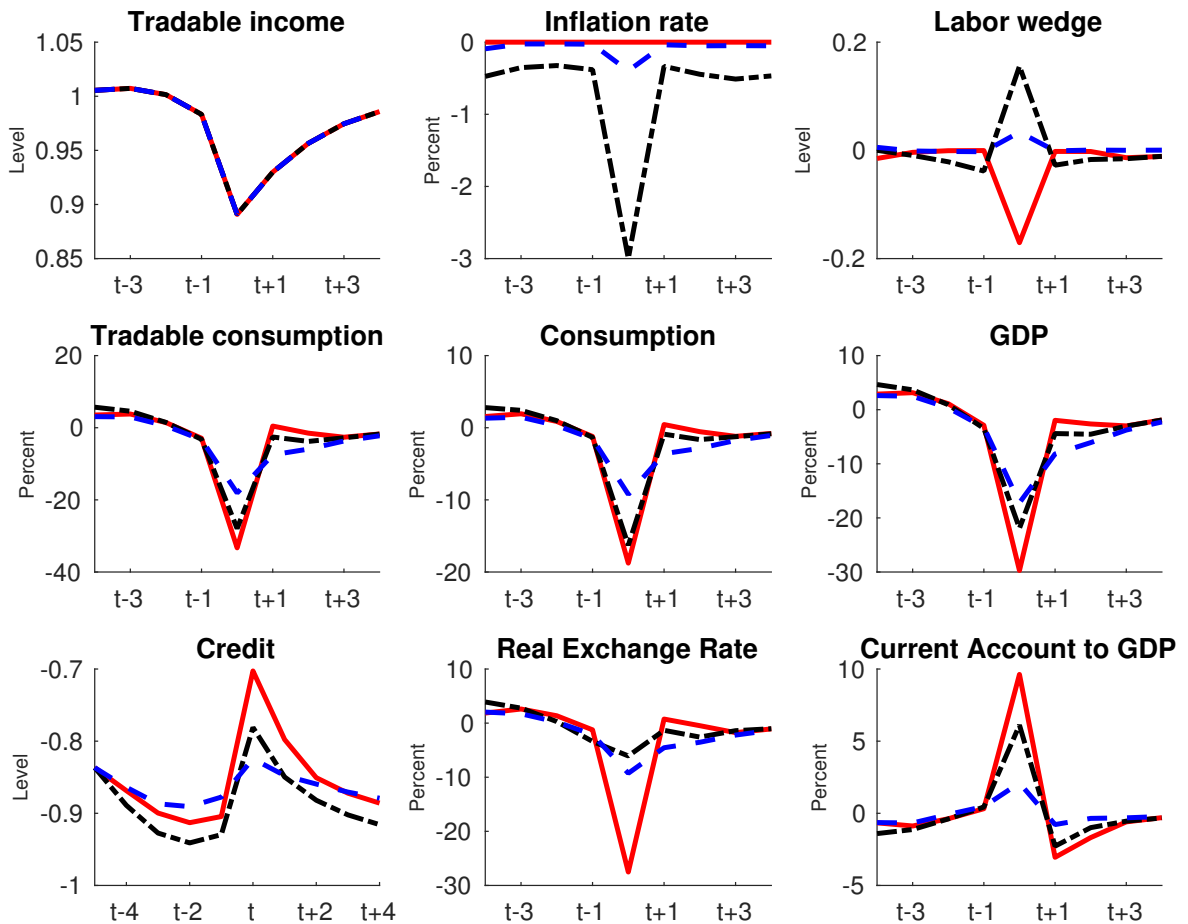 Tradable income
1.05
1
0.95
0.9
0.85
Level
t-3 t-1 t+1 t+3
Inflation rate
0
-1
-2
-3
Percent
t-3 t-1 t+1 t+3
Labor wedge
0.2
0
-0.2
Level
t-3 t-1 t+1 t+3
Tradable consumption
20
0
-20
-40
Percent
t-3 t-1 t+1 t+3
Consumption
10
0
-10
-20
Percent
t-3 t-1 t+1 t+3
GDP
10
0
-10
-20
-30
Percent
t-3 t-1 t+1 t+3
Credit
-0.7
-0.8
-0.9
-1
Level
t-4 t-2 t t+2 t+4
Real Exchange Rate
10
0
-10
-20
-30
Percent
t-3 t-1 t+1 t+3
Current Account to GDP
10
5
0
-5
Percent
t-3 t-1 t+1 t+3